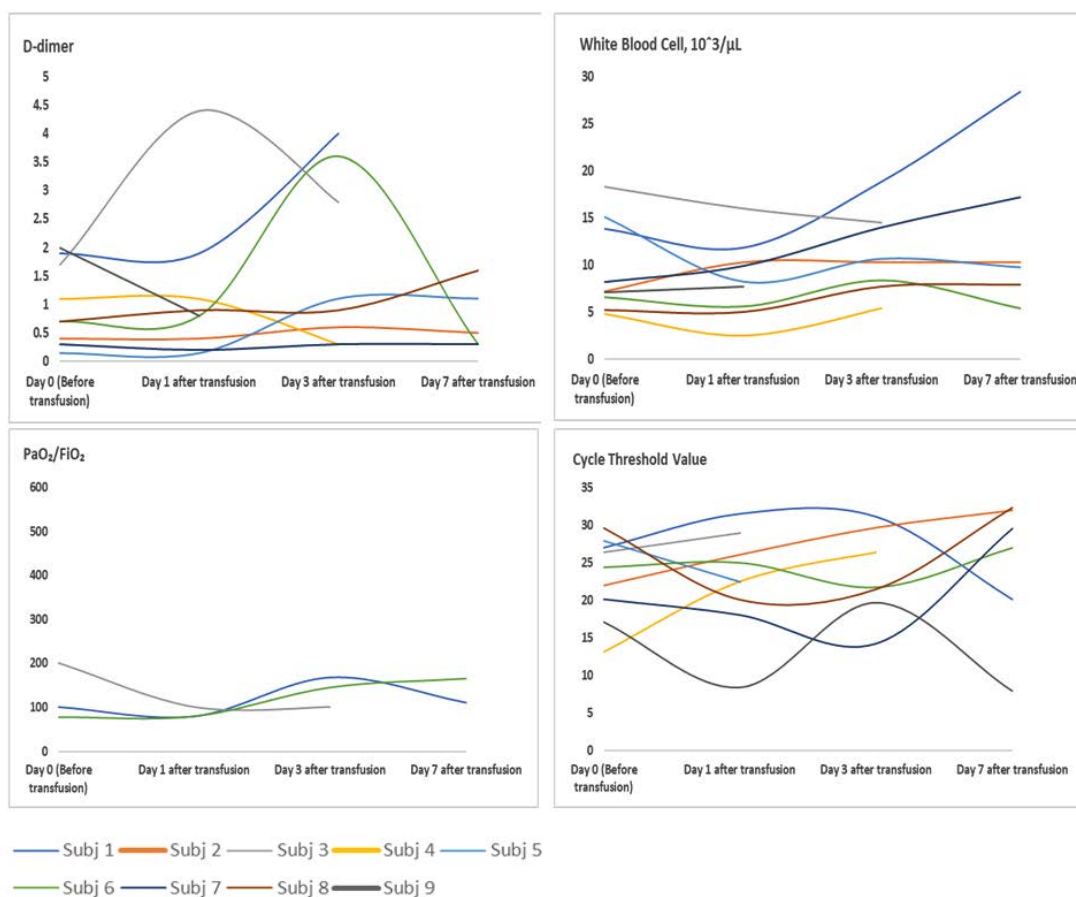 D-dimer
5
4.5
4
3.5
3
2.5
2
1.5
1
0.5
0
Day 0 (Before transfusion)
Day 1 after transfusion
Day 3 after transfusion
Day 7 after transfusion
White Blood Cell, 10^3/µL
30
25
20
15
10
5
0
Day 0 (Before transfusion)
Day 1 after transfusion
Day 3 after transfusion
Day 7 after transfusion
PaO₂/FiO₂
600
500
400
300
200
100
0
Day 0 (Before transfusion)
Day 1 after transfusion
Day 3 after transfusion
Day 7 after transfusion
Cycle Threshold Value
35
30
25
20
15
10
5
0
Day 0 (Before transfusion)
Day 1 after transfusion
Day 3 after transfusion
Day 7 after transfusion
Subj 1 Subj 2 Subj 3 Subj 4 Subj 5
Subj 6 Subj 7 Subj 8 Subj 9